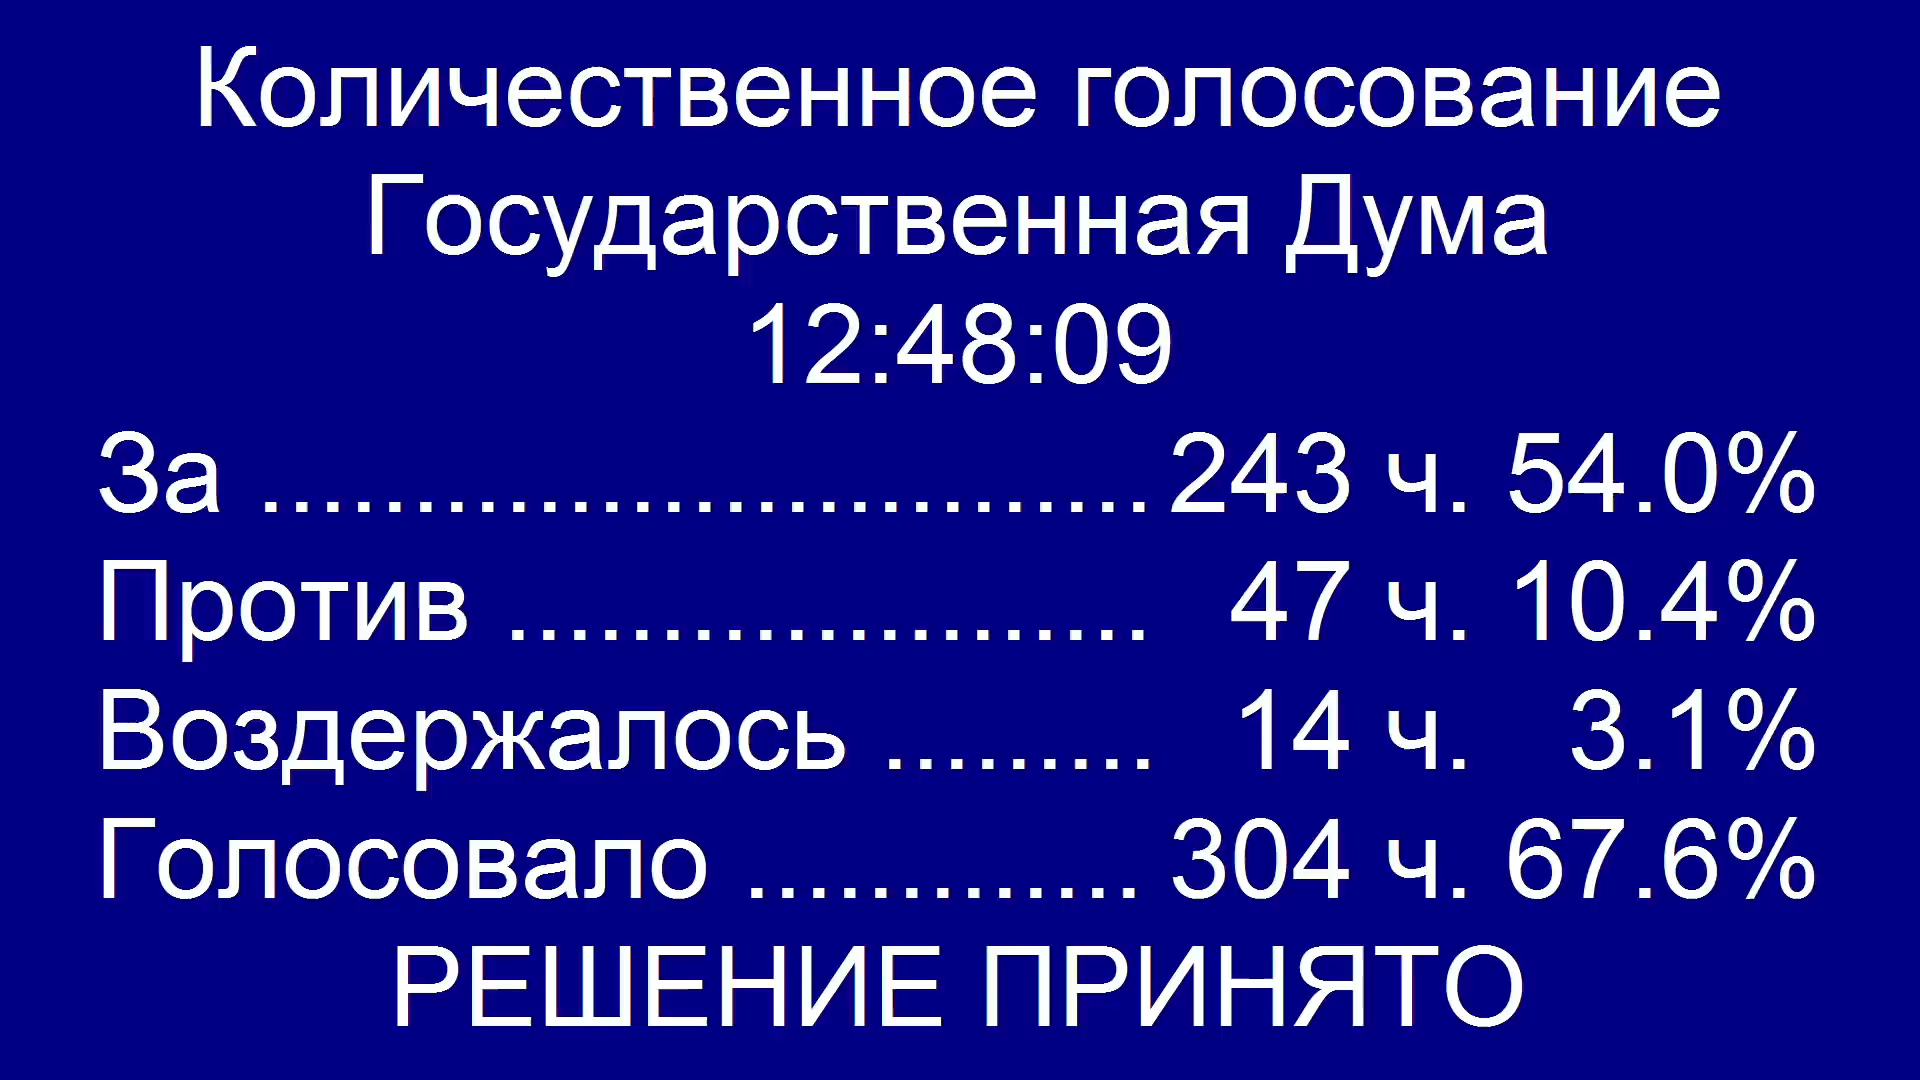 Количественное голосование
Государственная Дума
12:48:09
За ............................. 243 ч. 54.0%
Против ..................... 47 ч. 10.4%
Воздержалось ......... 14 ч. 3.1%
Голосовало ............. 304 ч. 67.6%
РЕШЕНИЕ ПРИНЯТО